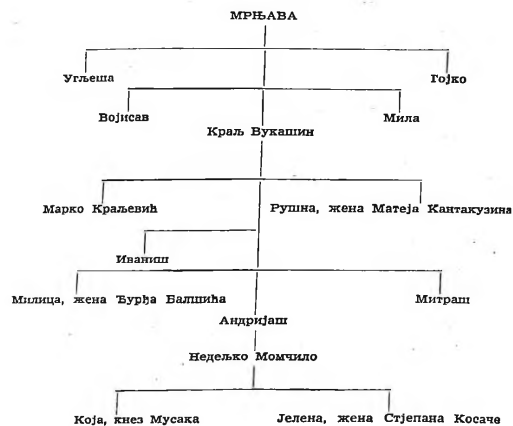 МРЊАВА
Угљеша Гојко
Војисав Мила
Краљ Вукашин
Марко Краљевић Рушна, жена Матеја Кантакузина
Иваниш
Милица, жена Ђурђа Балшића Митраш
Андријаш
Недељко Момчило
Која, кнез Мусака Јелена, жена Стјепана Косаче